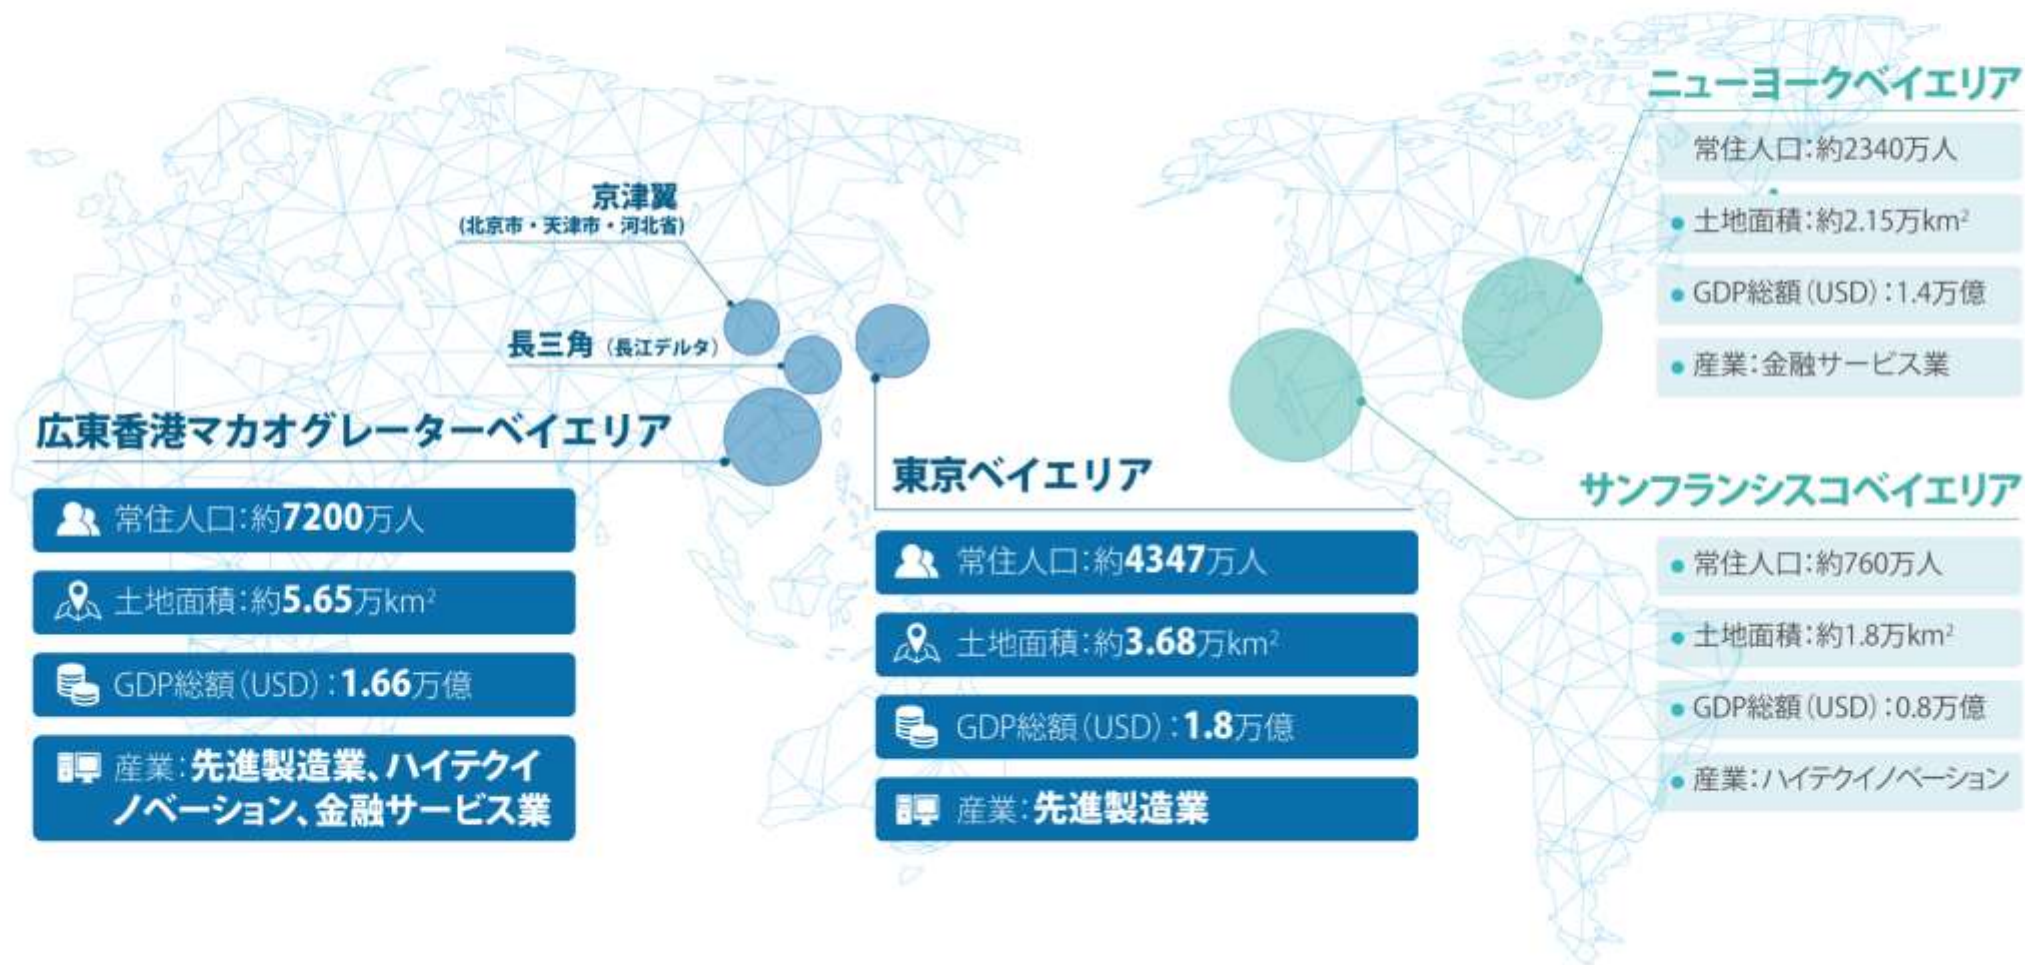 京津翼
(北京市・天津市・河北省)
長三角（長江デルタ）
広東香港マカオグレーターベイエリア
常住人口：約7200万人
土地面積：約5.65万km²
GDP総額（USD）：1.66万億
産業：先進製造業、ハイテクイ
ノベーション、金融サービス業
東京ベイエリア
常住人口：約4347万人
土地面積：約3.68万km²
GDP総額（USD）：1.8万億
産業：先進製造業
ニューヨークベイエリア
常住人口：約2340万人
• 土地面積：約2.15万km²
• GDP総額（USD）：1.4万億
• 産業：金融サービス業
サンフランシスコベイエリア
• 常住人口：約760万人
• 土地面積：約1.8万km²
• GDP総額（USD）：0.8万億
• 産業：ハイテクイノベーション